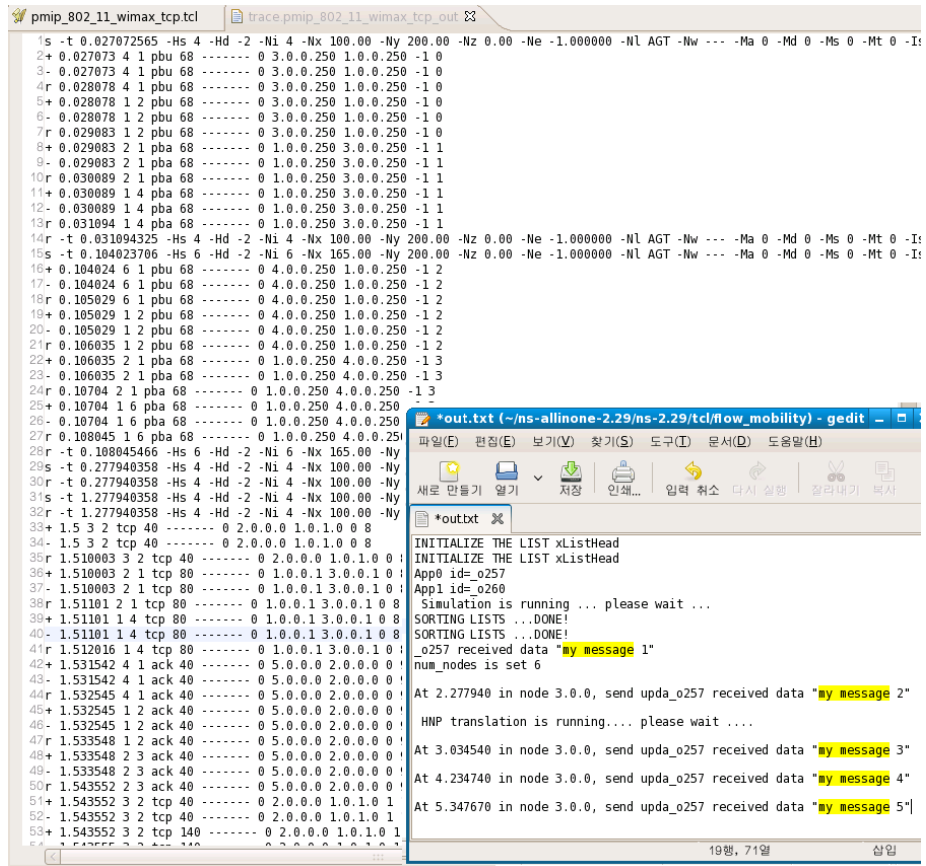 pmip_802_11_wimax_tcp.tcl
trace.pmip_802_11_wimax_tcp_out
1s -t 0.027072565 -Hs 4 -Hd -2 -Ni 4 -Nx 100.00 -Ny 200.00 -Nz 0.00 -Ne -1.000000 -Nl AGT -Nw --- -Ma 0 -Md 0 -Ms 0 -Mt 0 -Is
2+ 0.027073 4 1 pbu 68 ------- 0 3.0.0.250 1.0.0.250 -1 0
3- 0.027073 4 1 pbu 68 ------- 0 3.0.0.250 1.0.0.250 -1 0
4r 0.028078 4 1 pbu 68 ------- 0 3.0.0.250 1.0.0.250 -1 0
5+ 0.028078 1 2 pbu 68 ------- 0 3.0.0.250 1.0.0.250 -1 0
6- 0.028078 1 2 pbu 68 ------- 0 3.0.0.250 1.0.0.250 -1 0
7r 0.029083 1 2 pbu 68 ------- 0 3.0.0.250 1.0.0.250 -1 0
8+ 0.029083 2 1 pba 68 ------- 0 1.0.0.250 3.0.0.250 -1 1
9- 0.029083 2 1 pba 68 ------- 0 1.0.0.250 3.0.0.250 -1 1
10r 0.030089 2 1 pba 68 ------- 0 1.0.0.250 3.0.0.250 -1 1
11+ 0.030089 1 4 pba 68 ------- 0 1.0.0.250 3.0.0.250 -1 1
12- 0.030089 1 4 pba 68 ------- 0 1.0.0.250 3.0.0.250 -1 1
13r 0.031094 1 4 pba 68 ------- 0 1.0.0.250 3.0.0.250 -1 1
14r -t 0.031094325 -Hs 4 -Hd -2 -Ni 4 -Nx 100.00 -Ny 200.00 -Nz 0.00 -Ne -1.000000 -Nl AGT -Nw --- -Ma 0 -Md 0 -Ms 0 -Mt 0 -Is
15s -t 0.104023706 -Hs 6 -Hd -2 -Ni 6 -Nx 165.00 -Ny 200.00 -Nz 0.00 -Ne -1.000000 -Nl AGT -Nw --- -Ma 0 -Md 0 -Ms 0 -Mt 0 -Is
16+ 0.104024 6 1 pbu 68 ------- 0 4.0.0.250 1.0.0.250 -1 2
17- 0.104024 6 1 pbu 68 ------- 0 4.0.0.250 1.0.0.250 -1 2
18r 0.105029 6 1 pbu 68 ------- 0 4.0.0.250 1.0.0.250 -1 2
19+ 0.105029 1 2 pbu 68 ------- 0 4.0.0.250 1.0.0.250 -1 2
20- 0.105029 1 2 pbu 68 ------- 0 4.0.0.250 1.0.0.250 -1 2
21r 0.106035 1 2 pbu 68 ------- 0 4.0.0.250 1.0.0.250 -1 2
22+ 0.106035 2 1 pba 68 ------- 0 1.0.0.250 4.0.0.250 -1 3
23- 0.106035 2 1 pba 68 ------- 0 1.0.0.250 4.0.0.250 -1 3
24r 0.10704 2 1 pba 68 ------- 0 1.0.0.250 4.0.0.250 -1 3
25+ 0.10704 1 6 pba 68 ------- 0 1.0.0.250 4.0.0.250
26- 0.10704 1 6 pba 68 ------- 0 1.0.0.250 4.0.0.250
27r 0.108045 1 6 pba 68 ------- 0 1.0.0.250 4.0.0.25
28r -t 0.108045466 -Hs 6 -Hd -2 -Ni 6 -Nx 165.00 -Ny
29s -t 0.277940358 -Hs 4 -Hd -2 -Ni 4 -Nx 100.00 -Ny
30r -t 0.277940358 -Hs 4 -Hd -2 -Ni 4 -Nx 100.00 -Ny
31s -t 1.277940358 -Hs 4 -Hd -2 -Ni 4 -Nx 100.00 -Ny
32r -t 1.277940358 -Hs 4 -Hd -2 -Ni 4 -Nx 100.00 -Ny
33+ 1.5 3 2 tcp 40 ------- 0 2.0.0.0 1.0.1.0 0 8
34- 1.5 3 2 tcp 40 ------- 0 2.0.0.0 1.0.1.0 0 8
35r 1.510003 3 2 tcp 40 ------- 0 2.0.0.0 1.0.1.0 0 8
36+ 1.510003 2 1 tcp 80 ------- 0 1.0.0.1 3.0.0.1 0
37- 1.510003 2 1 tcp 80 ------- 0 1.0.0.1 3.0.0.1 0
38r 1.51101 2 1 tcp 80 ------- 0 1.0.0.1 3.0.0.1 0 8
39+ 1.51101 1 4 tcp 80 ------- 0 1.0.0.1 3.0.0.1 0 8
40- 1.51101 1 4 tcp 80 ------- 0 1.0.0.1 3.0.0.1 0 8
41r 1.512016 1 4 tcp 80 ------- 0 1.0.0.1 3.0.0.1 0
42+ 1.531542 4 1 ack 40 ------- 0 5.0.0.0 2.0.0.0 0
43- 1.531542 4 1 ack 40 ------- 0 5.0.0.0 2.0.0.0 0
44r 1.532545 4 1 ack 40 ------- 0 5.0.0.0 2.0.0.0 0
45+ 1.532545 1 2 ack 40 ------- 0 5.0.0.0 2.0.0.0 0
46- 1.532545 1 2 ack 40 ------- 0 5.0.0.0 2.0.0.0 0
47r 1.533548 1 2 ack 40 ------- 0 5.0.0.0 2.0.0.0 0
48+ 1.533548 2 3 ack 40 ------- 0 5.0.0.0 2.0.0.0 0
49- 1.533548 2 3 ack 40 ------- 0 5.0.0.0 2.0.0.0 0
50r 1.543552 2 3 ack 40 ------- 0 5.0.0.0 2.0.0.0 0
51+ 1.543552 3 2 tcp 40 ------- 0 2.0.0.0 1.0.1.0 1
52- 1.543552 3 2 tcp 40 ------- 0 2.0.0.0 1.0.1.0 1
53+ 1.543552 3 2 tcp 140 ------- 0 2.0.0.0 1.0.1.0 1
*out.txt (~/ns-allinone-2.29/ns-2.29/tcl/flow_mobility) - gedit
파일(F) 편집(E) 보기(V) 찾기(S) 도구(T) 문서(D) 도움말(H)
새로 만들기 열기 저장 인쇄... 입력 취소 다시 실행 잘라내기 복사
*out.txt
INITIALIZE THE LIST xListHead
INITIALIZE THE LIST xListHead
App0 id=_o257
App1 id=_o260
Simulation is running ... please wait ...
SORTING LISTS ...DONE!
SORTING LISTS ...DONE!
_o257 received data "my message 1"
num_nodes is set 6
At 2.277940 in node 3.0.0, send upda_o257 received data "my message 2"
HNP translation is running.... please wait ....
At 3.034540 in node 3.0.0, send upda_o257 received data "my message 3"
At 4.234740 in node 3.0.0, send upda_o257 received data "my message 4"
At 5.347670 in node 3.0.0, send upda_o257 received data "my message 5"
19행, 71열 삽입